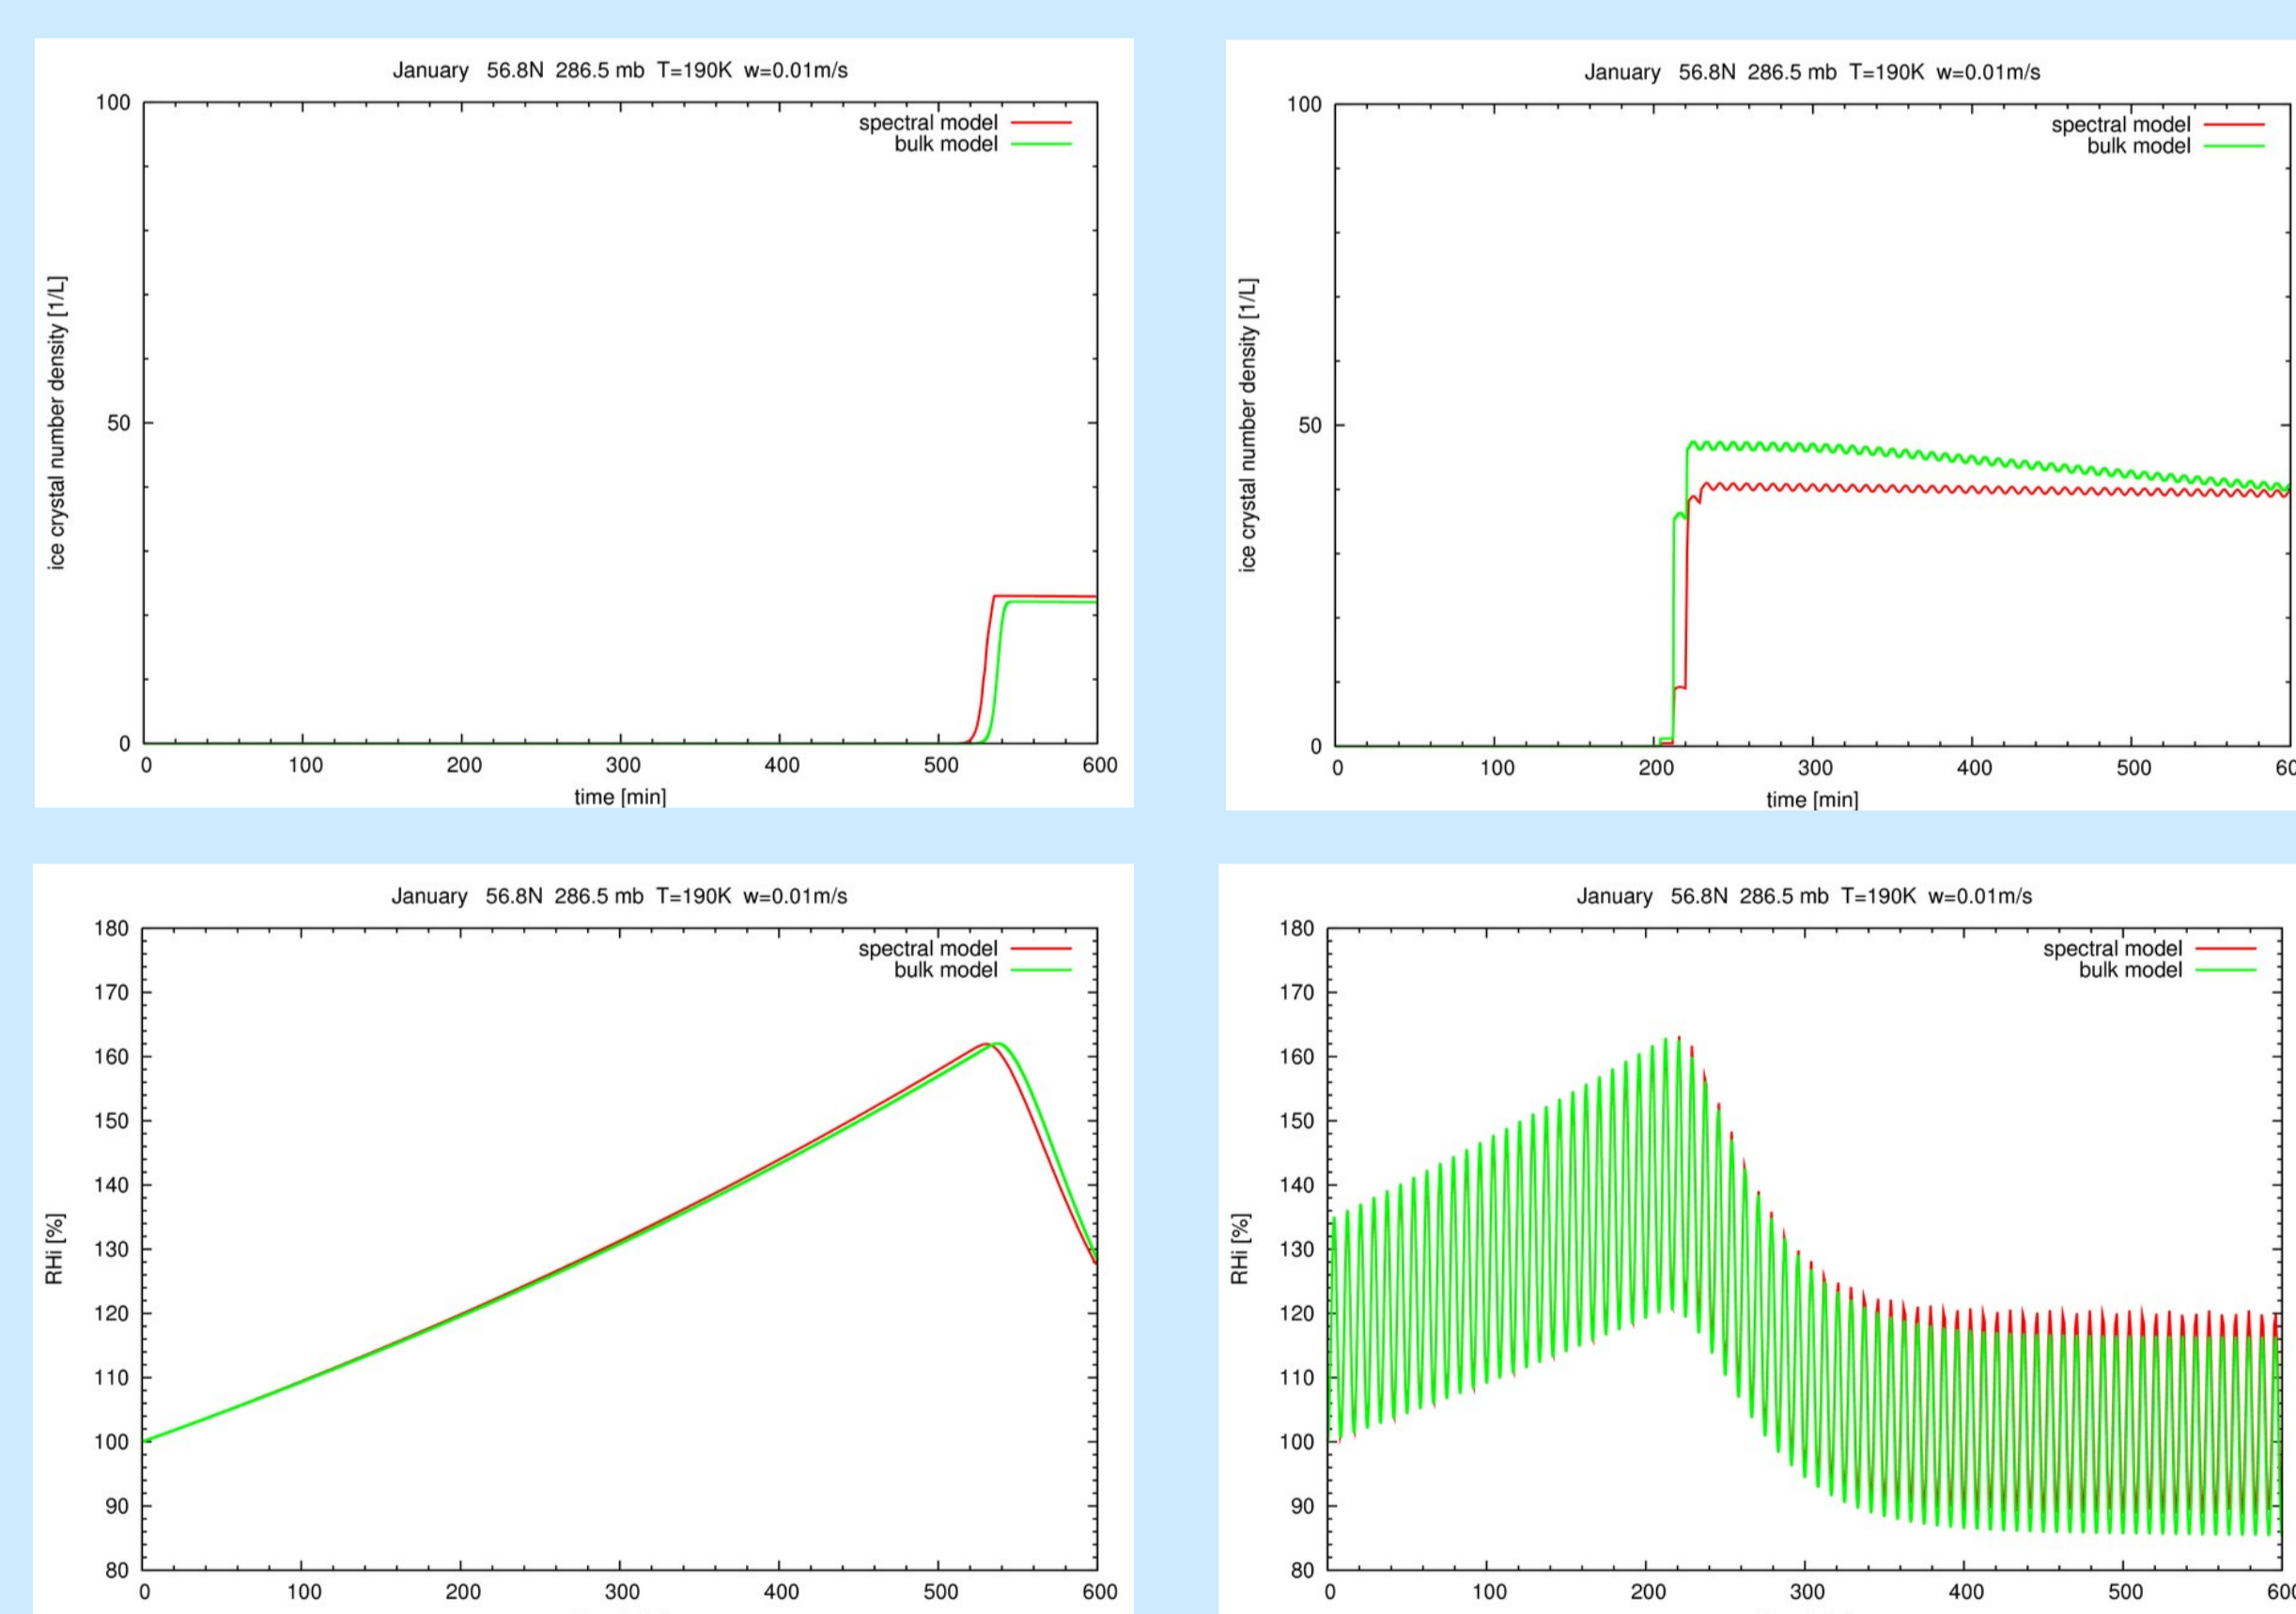 January 56.8N 286.5 mb T=190K w=0.01m/s
spectral model
bulk model
ice crystal number density [1/L]
100
50
0
0 100 200 300 400 500 600
time [min]
January 56.8N 286.5 mb T=190K w=0.01m/s
spectral model
bulk model
ice crystal number density [1/L]
100
50
0
0 100 200 300 400 500 60
time [min]
January 56.8N 286.5 mb T=190K w=0.01m/s
spectral model
bulk model
RHi [%]
180
170
160
150
140
130
120
110
100
90
80
0 100 200 300 400 500 600
January 56.8N 286.5 mb T=190K w=0.01m/s
spectral model
bulk model
RHi [%]
180
170
160
150
140
130
120
110
100
90
80
0 100 200 300 400 500 600